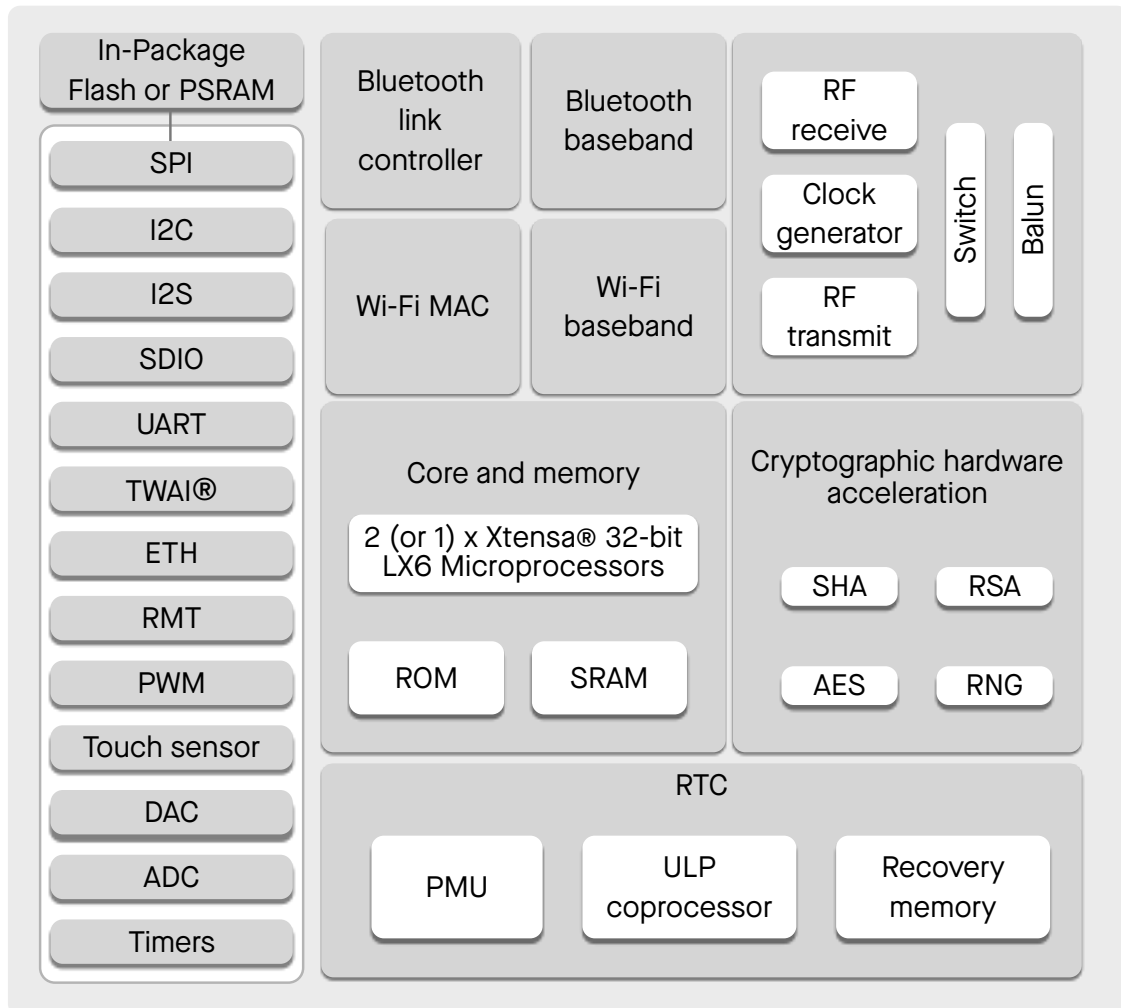 In-Package
Flash or PSRAM
SPI
I2C
I2S
SDIO
UART
TWAI®
ETH
RMT
PWM
Touch sensor
DAC
ADC
Timers
Bluetooth
link
controller
Bluetooth
baseband
Wi-Fi MAC
Wi-Fi
baseband
RF
receive
Clock
generator
RF
transmit
Switch
Balun
Core and memory
2 (or 1) x Xtensa® 32-bit
LX6 Microprocessors
ROM
SRAM
Cryptographic hardware
acceleration
SHA
RSA
AES
RNG
RTC
PMU
ULP
coprocessor
Recovery
memory